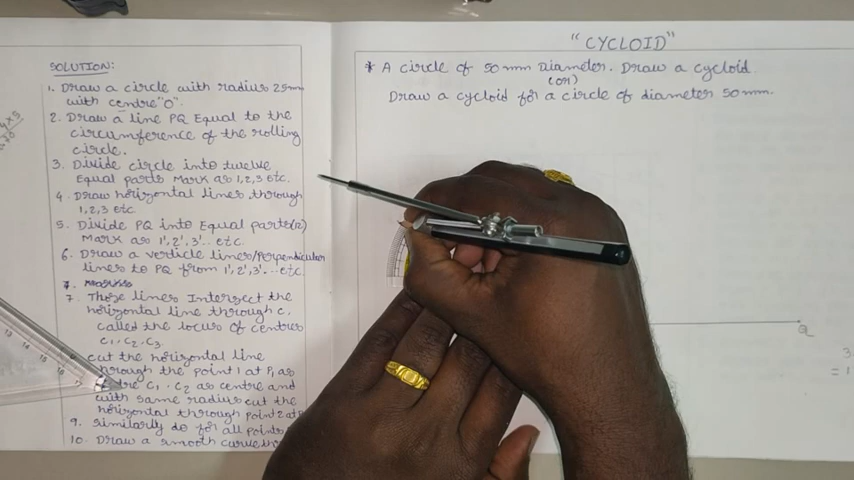 SOLUTION:
1. Draw a circle with radius 25mm
with centre "O".
2. Draw a line PQ Equal to the
circumference of the rolling
circle.
3. Divide circle into twelve
Equal parts Mark as 1,2,3 etc.
4. Draw horizontal lines through
1,2,3 etc
5. Divide PQ into Equal parts(12)
Mark as 1', 2', 3'.. etc.
6. Draw a verticle lines/perpendicular
lines to PQ from 1', 2', 3'... etc.
7.
7. Those lines Intersect the
horizontal line through c,
called the locus of centres
C1, C2, C3
cut the horizontal line
through the point 1 at P1 as
C1, C2 as centre and
with same radius cut the
horizontal through point 2 at
9. similarly do for all points
10. Draw a smooth curve
"CYCLOID"
* A circle of 50mm Diameter. Draw a cycloid
(or)
Draw a cycloid for a circle of diameter 50mm.
Q